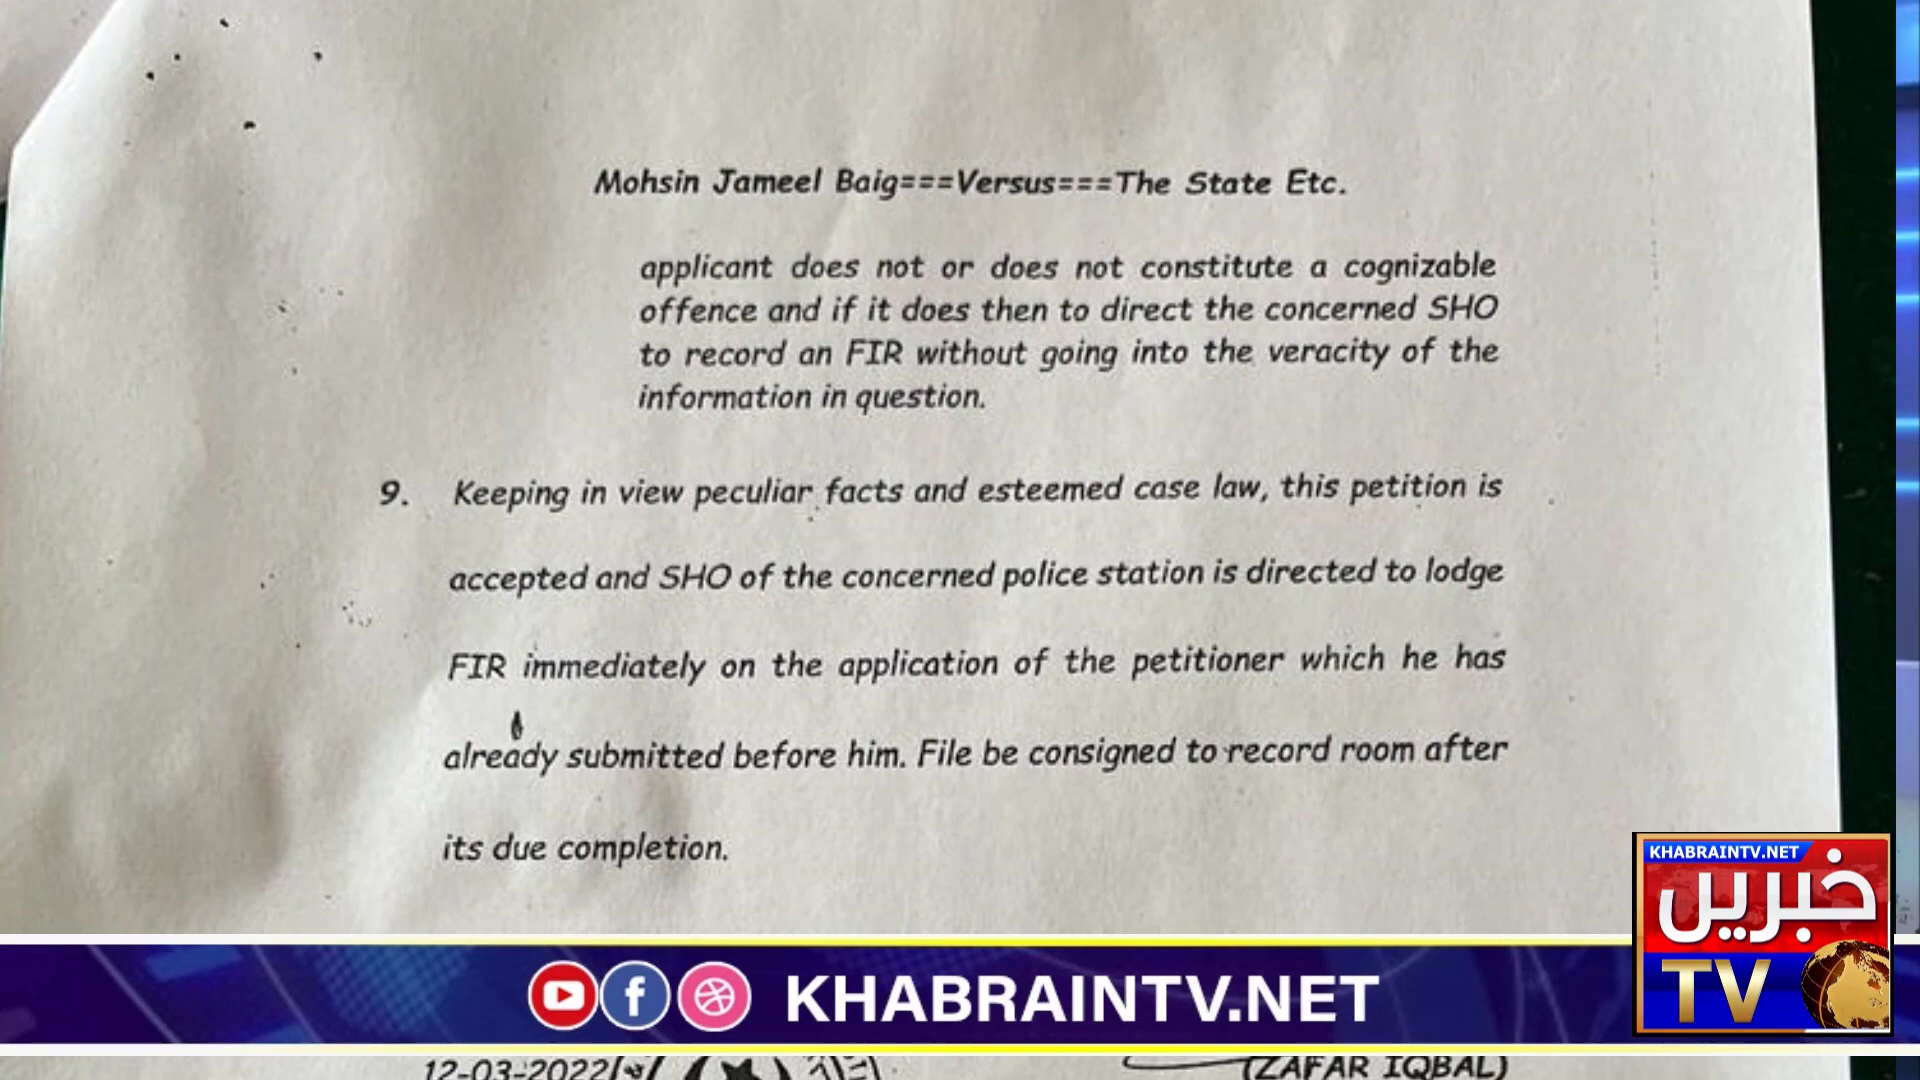 Mohsin Jameel Baig===Versus===The State Etc.
applicant does not or does not constitute a cognizable
offence and if it does then to direct the concerned SHO
to record an FIR without going into the veracity of the
information in question.
9. Keeping in view peculiar facts and esteemed case law, this petition is
accepted and SHO of the concerned police station is directed to lodge
FIR immediately on the application of the petitioner which he has
already submitted before him. File be consigned to record room after
its due completion.
KHABRAINTV.NET
خبریں
TV
KHABRAINTV.NET
12-03-2022
(ZAFAR IQBAL)